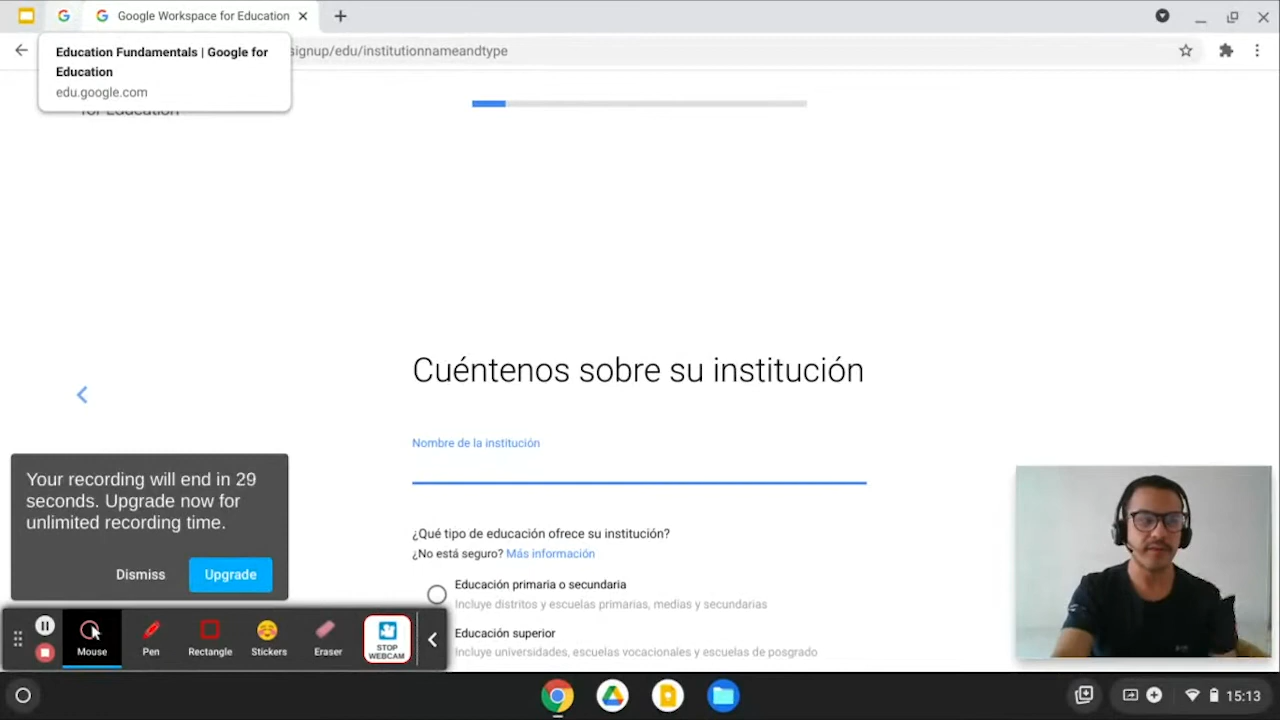 Google Workspace for Education
Education Fundamentals | Google for
Education
edu.google.com
signup/edu/institutionnameandtype
for Education
Cuéntenos sobre su institución
Nombre de la institución
¿Qué tipo de educación ofrece su institución?
¿No está seguro? Más información
Educación primaria o secundaria
Incluye distritos y escuelas primarias, medias y secundarias
Educación superior
Incluye universidades, escuelas vocacionales y escuelas de posgrado
Your recording will end in 29
seconds. Upgrade now for
unlimited recording time.
Dismiss
Upgrade
Mouse
Pen
Rectangle
Stickers
Eraser
STOP
WEBCAM
15:13